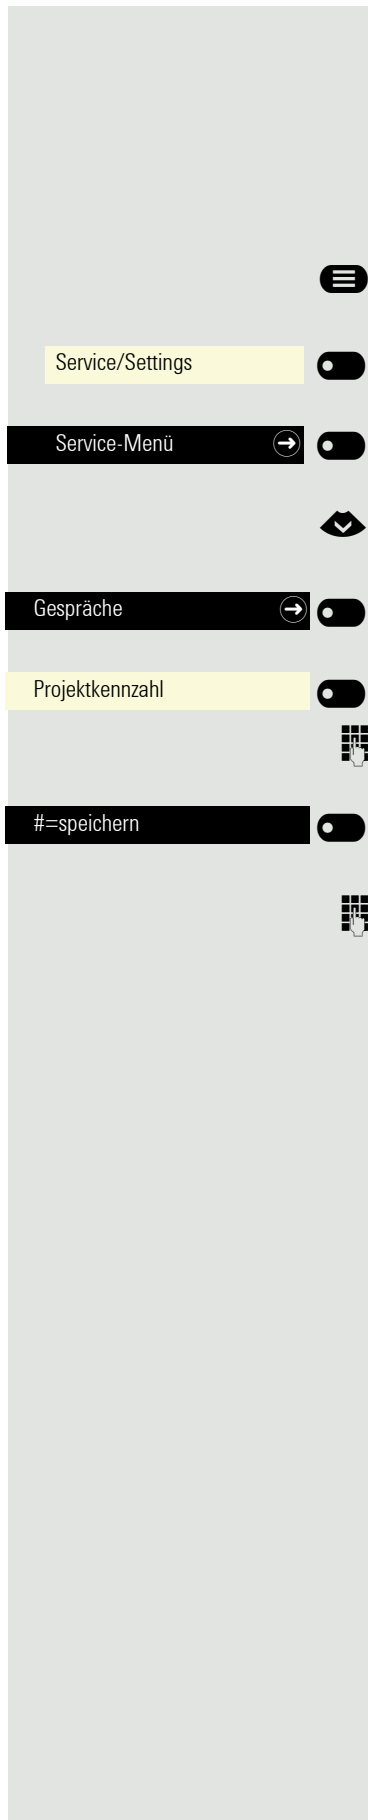 Service/Settings
Service-Menü
Gespräche
Projektkennzahl
#=speichern